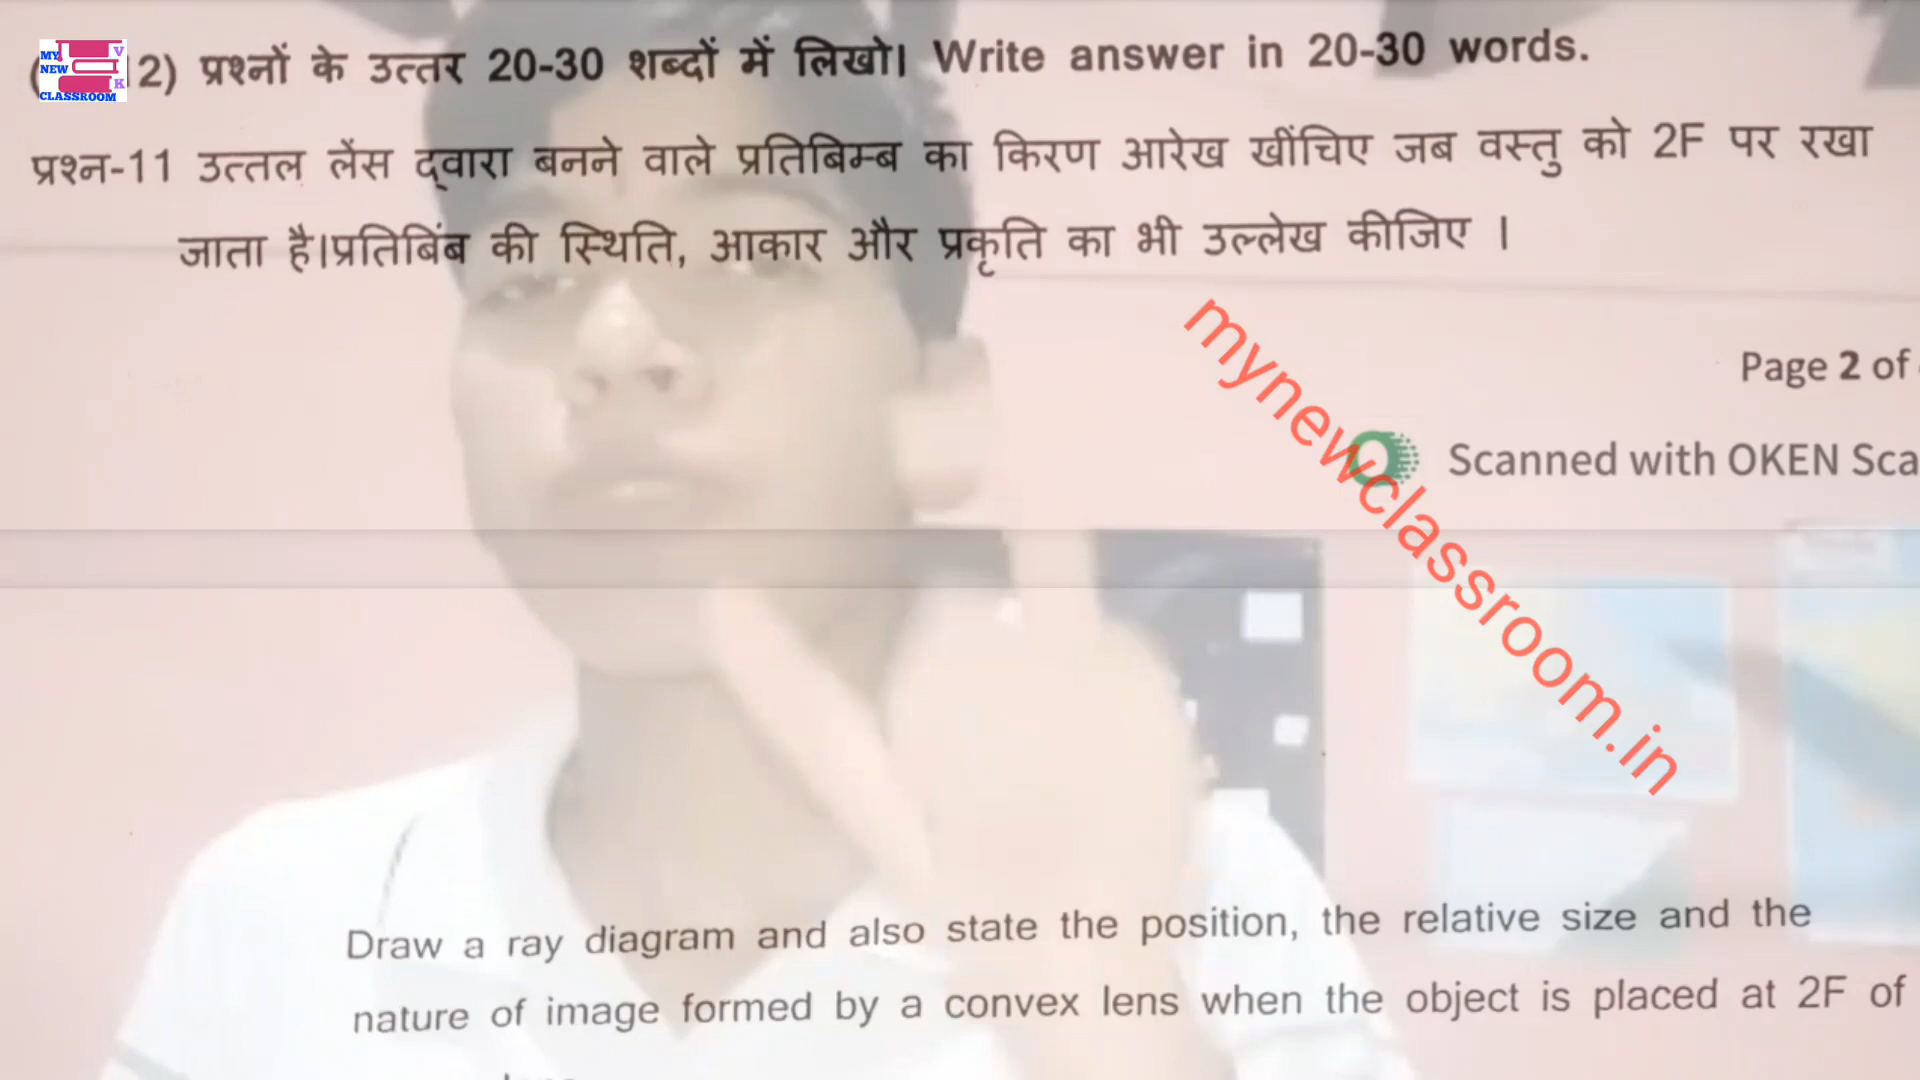 MY
NEW
CLASSROOM
V
K
2) प्रश्नों के उत्तर 20-30 शब्दों में लिखो। Write answer in 20-30 words.
प्रश्न-11 उत्तल लेंस द्वारा बनने वाले प्रतिबिम्ब का किरण आरेख खींचिए जब वस्तु को 2F पर रखा
जाता है।प्रतिबिंब की स्थिति, आकार और प्रकृति का भी उल्लेख कीजिए ।
mynewclassroom.in
Page 2 of
Scanned with OKEN Sca
Draw a ray diagram and also state the position, the relative size and the
nature of image formed by a convex lens when the object is placed at 2F of